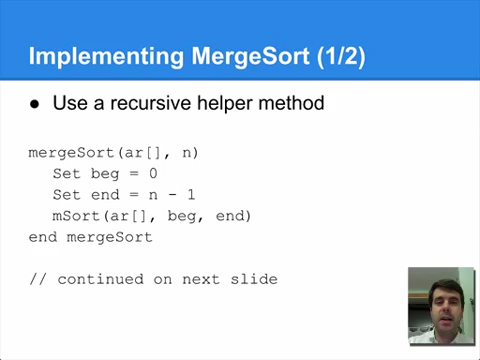 Implementing MergeSort (1/2)
● Use a recursive helper method
mergeSort(ar[], n)
Set beg = 0
Set end = n - 1
mSort(ar[], beg, end)
end mergeSort
// continued on next slide